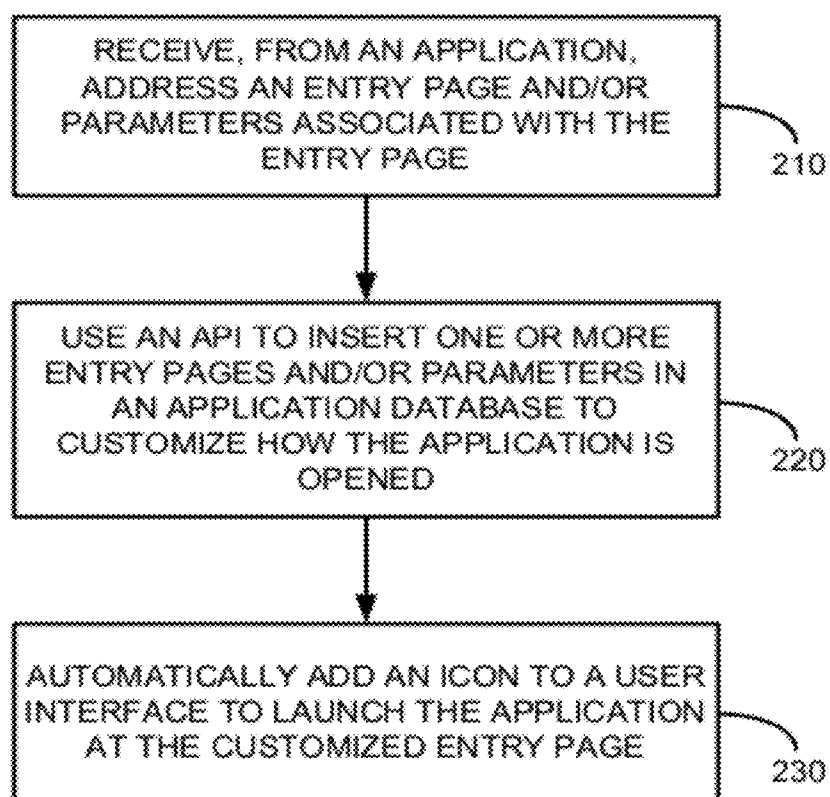 RECEIVE, FROM AN APPLICATION,
ADDRESS AN ENTRY PAGE AND/OR
PARAMETERS ASSOCIATED WITH THE
ENTRY PAGE
210
USE AN API TO INSERT ONE OR MORE
ENTRY PAGES AND/OR PARAMETERS IN
AN APPLICATION DATABASE TO
CUSTOMIZE HOW THE APPLICATION IS
OPENED
220
AUTOMATICALLY ADD AN ICON TO A USER
INTERFACE TO LAUNCH THE APPLICATION
AT THE CUSTOMIZED ENTRY PAGE
230